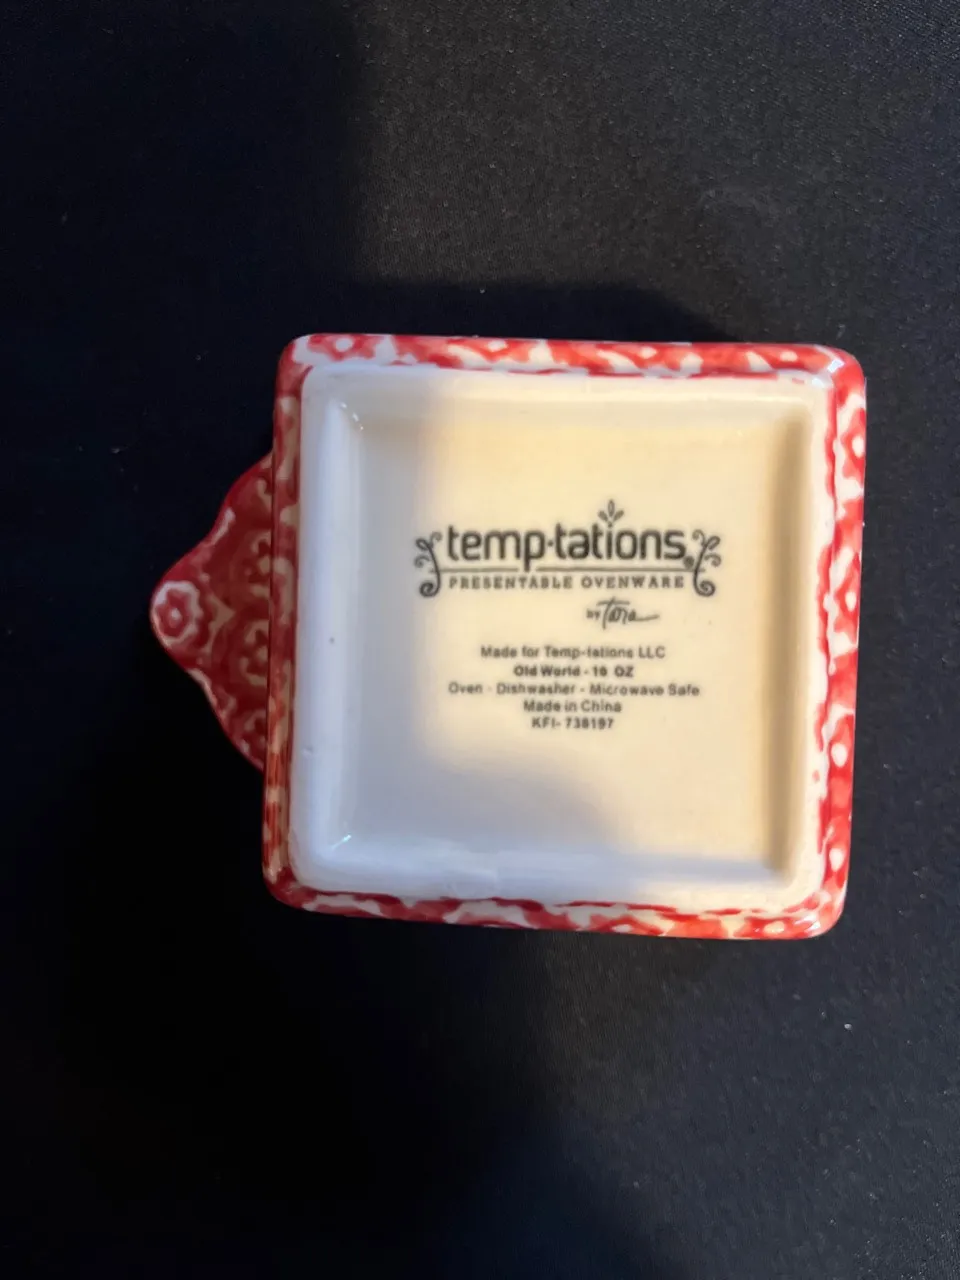 temp·tations®
PRESENTABLE OVENWARE
by Tara
Made for Temp-tations LLC
Old World - 16 OZ
Oven - Dishwasher - Microwave Safe
Made in China
KFI- 738197